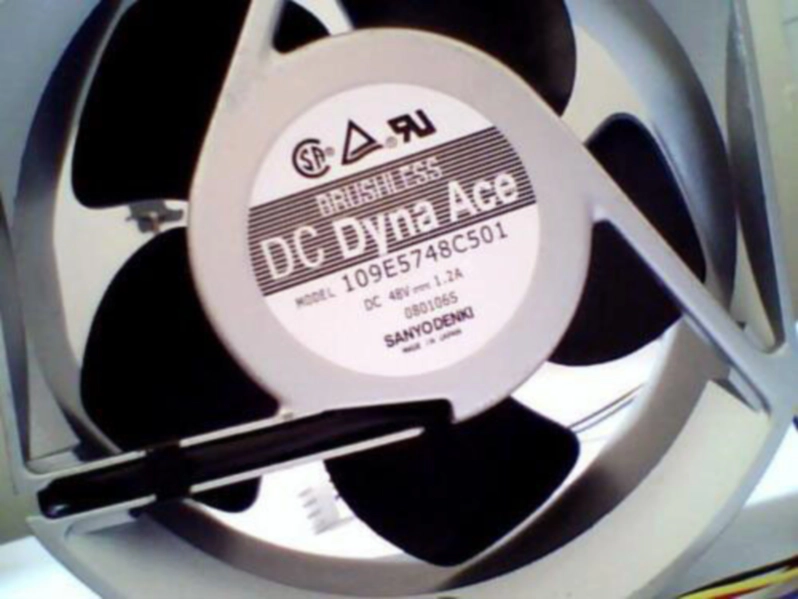 BRUSHLESS
DC Dyna Ace
MODEL 109E5748C501
DC 48V 1.2A
080106S
SANYO DENKI
MADE IN JAPAN